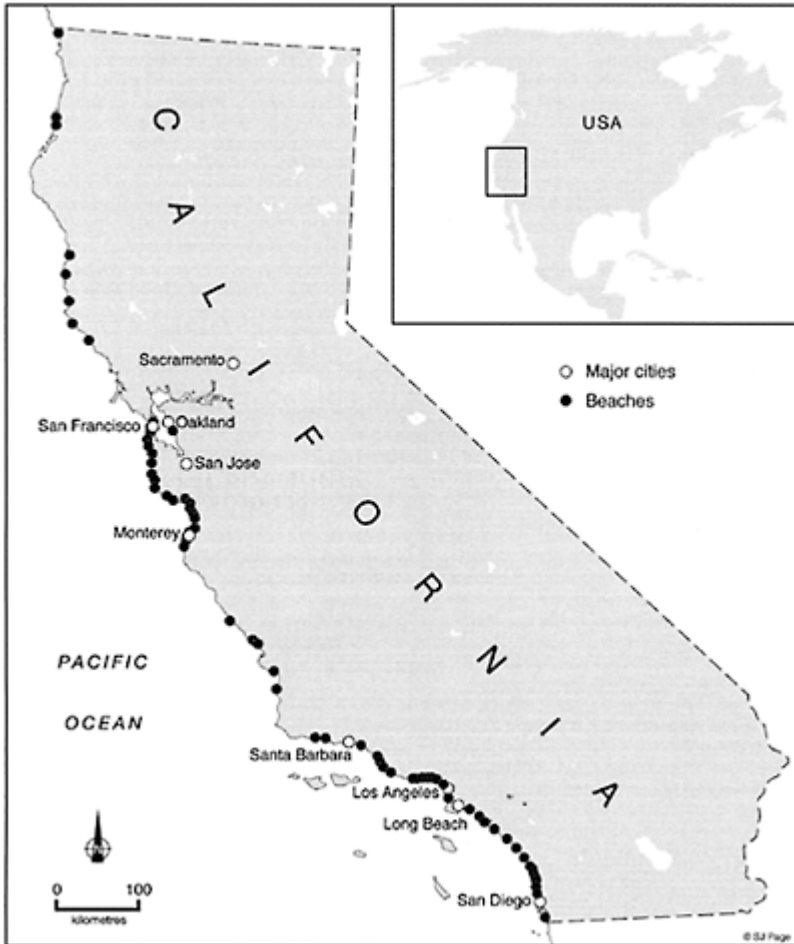 USA
CALIFORNIA
Major cities
Beaches
Sacramento
San Francisco
Oakland
San Jose
Monterey
PACIFIC
OCEAN
Santa Barbara
Los Angeles
Long Beach
San Diego
0 100
kilometres
© SJ Page